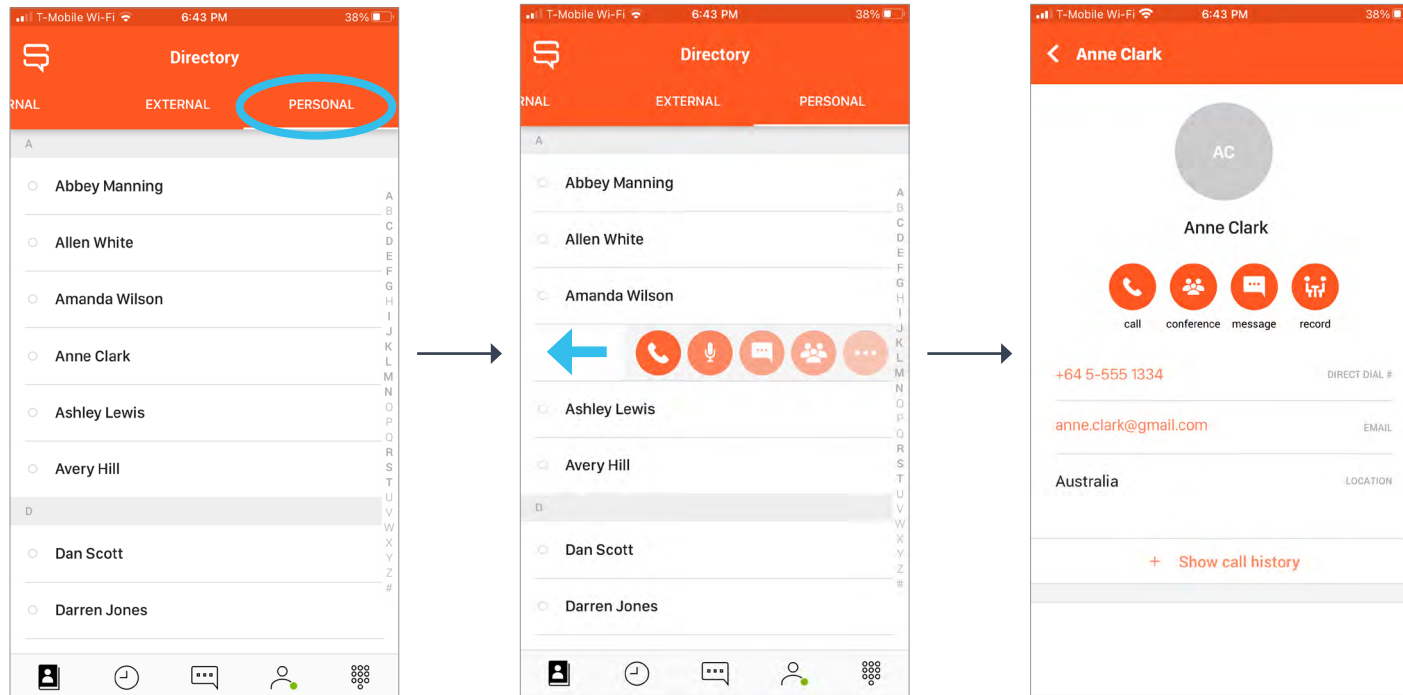 T-Mobile Wi-Fi 6:43 PM 38%
Directory
RNAL EXTERNAL PERSONAL
A
Abbey Manning
Allen White
Amanda Wilson
Anne Clark
Ashley Lewis
Avery Hill
D
Dan Scott
Darren Jones
A
B
C
D
E
F
G
H
I
J
K
L
M
N
O
P
Q
R
S
T
U
V
W
X
Y
Z
#
T-Mobile Wi-Fi 6:43 PM 38%
Directory
RNAL EXTERNAL PERSONAL
A
Abbey Manning
Allen White
Amanda Wilson
Ashley Lewis
Avery Hill
D
Dan Scott
Darren Jones
A
B
C
D
E
F
G
H
I
J
K
L
M
N
O
P
Q
R
S
T
U
V
W
X
Y
Z
#
T-Mobile Wi-Fi 6:43 PM 38%
Anne Clark
AC
Anne Clark
call conference message record
+64 5-555 1334 DIRECT DIAL #
anne.clark@gmail.com EMAIL
Australia LOCATION
+ Show call history